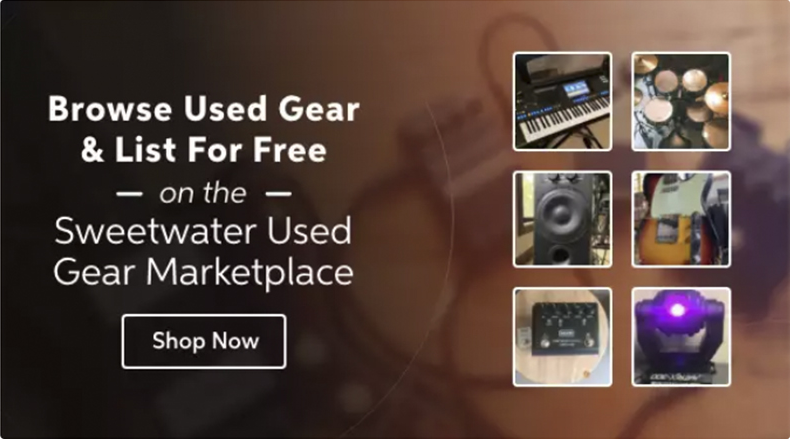 Browse Used Gear
& List For Free
on the
Sweetwater Used
Gear Marketplace
Shop Now